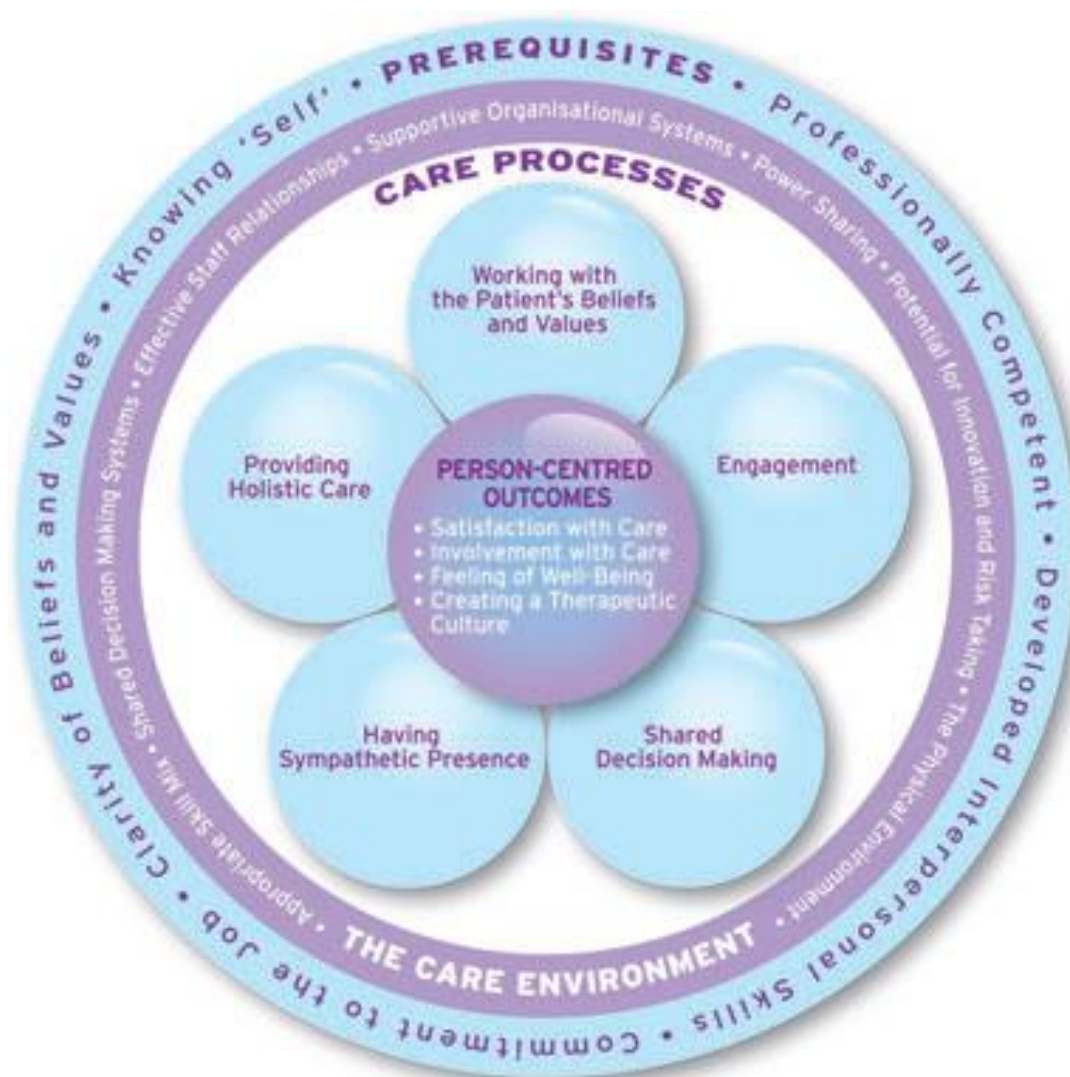 • PREREQUISITES • Professionally Competent • Developed Interpersonal Skills • Commitment to the Job • Clarity of Beliefs and Values • Knowing 'Self'
THE CARE ENVIRONMENT • Appropriate Skill Mix • Shared Decision Making Systems • Effective Staff Relationships • Supportive Organisational Systems • Power Sharing • Potential for Innovation and Risk Taking • The Physical Environment •
CARE PROCESSES
Working with
the Patient's Beliefs
and Values
Providing
Holistic Care
Engagement
PERSON-CENTRED
OUTCOMES
• Satisfaction with Care
• Involvement with Care
• Feeling of Well-Being
• Creating a Therapeutic
Culture
Having
Sympathetic Presence
Shared
Decision Making